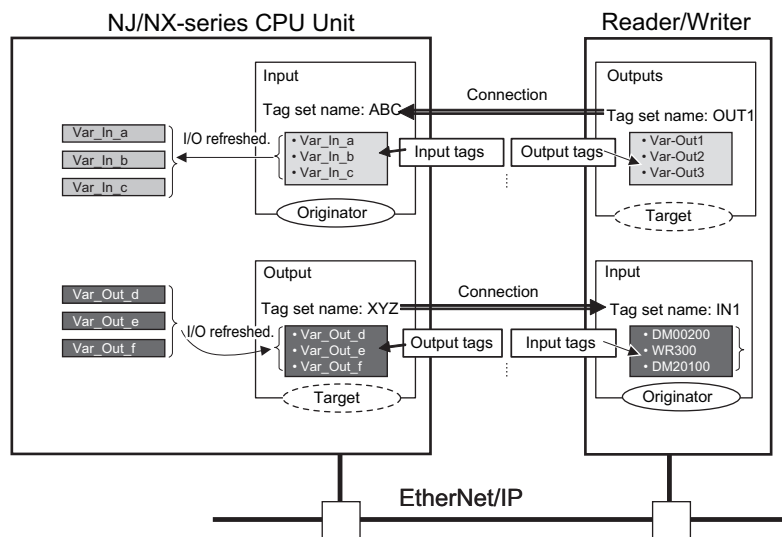 NJ/NX-series CPU Unit
Reader/Writer
Input
Tag set name: ABC
• Var_In_a
• Var_In_b
• Var_In_c
Originator
I/O refreshed.
Var_In_a
Var_In_b
Var_In_c
Connection
Input tags
Output tags
Outputs
Tag set name: OUT1
• Var-Out1
• Var-Out2
• Var-Out3
Target
Var_Out_d
Var_Out_e
Var_Out_f
I/O refreshed.
Output
Tag set name: XYZ
• Var_Out_d
• Var_Out_e
• Var_Out_f
Target
Connection
Output tags
Input tags
Input
Tag set name: IN1
• DM00200
• WR300
• DM20100
Originator
EtherNet/IP